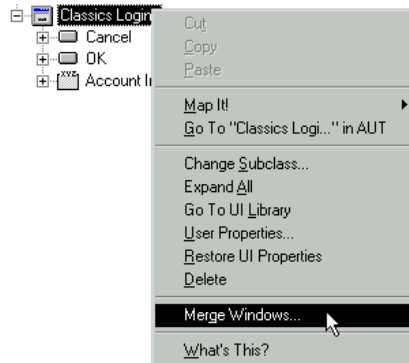 Classics Login
Cancel
OK
Account
XYZ
Cut
Copy
Paste
Map It!
Go To "Classics Logi..." in AUT
Change Subclass...
Expand All
Go To UI Library
User Properties...
Restore UI Properties
Delete
Merge Windows...
What's This?